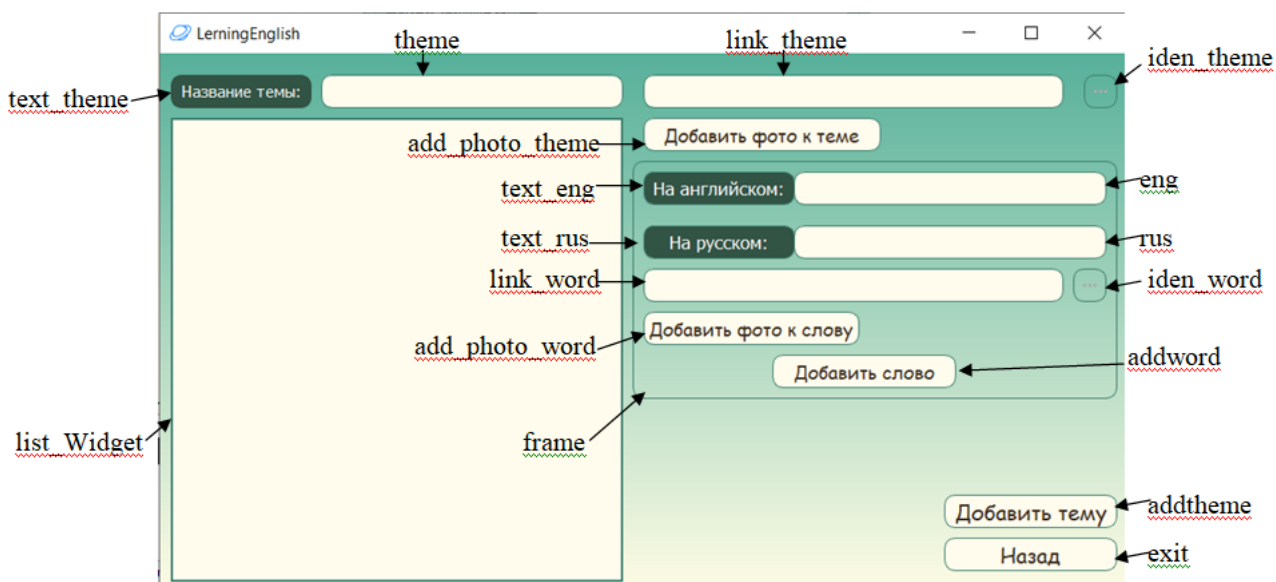 LerningEnglish
theme
link_theme
iden_theme
text_theme
Название темы:
...
add_photo_theme
Добавить фото к теме
text_eng
На английском:
eng
text_rus
На русском:
rus
link_word
...
iden_word
add_photo_word
Добавить фото к слову
addword
Добавить слово
list_Widget
frame
Добавить тему
addtheme
Назад
exit